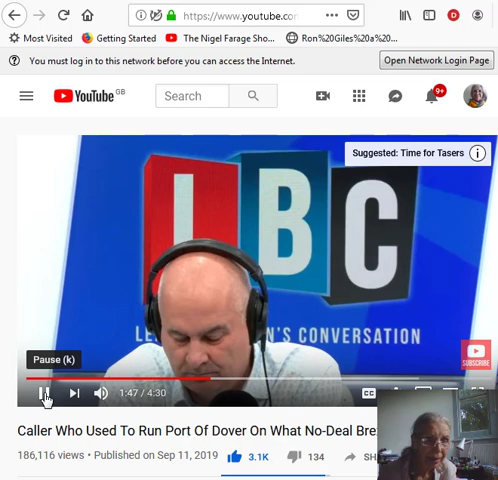 https://www.youtube.cor
Most Visited Getting Started The Nigel Farage Sho... Ron%20Giles%20a%20...
You must log in to this network before you can access the Internet. Open Network Login Page
YouTube GB Search 9+
Suggested: Time for Tasers
LBC
LE N'S CONVERSATION
SUBSCRIBE
Pause (k)
1:47 / 4:30
Caller Who Used To Run Port Of Dover On What No-Deal Bre
186,116 views • Published on Sep 11, 2019 3.1K 134 SH